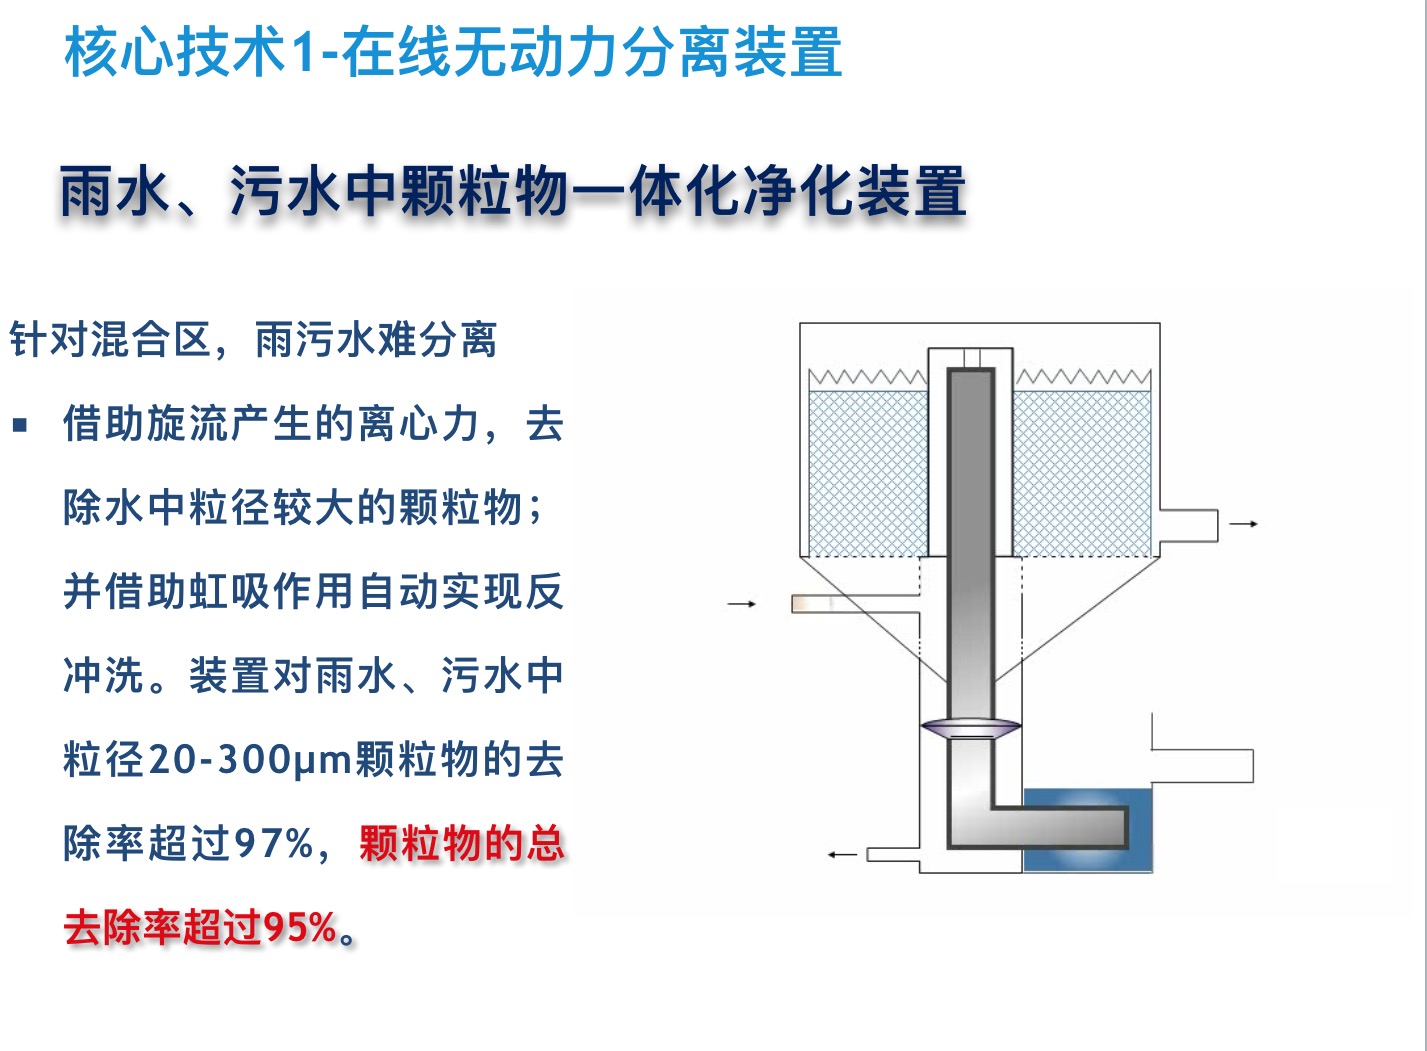 核心技术1-在线无动力分离装置
雨水、污水中颗粒物一体化净化装置
针对混合区，雨污水难分离
▪ 借助旋流产生的离心力，去
除水中粒径较大的颗粒物；
并借助虹吸作用自动实现反
冲洗。装置对雨水、污水中
粒径20-300μm颗粒物的去
除率超过97%，颗粒物的总
去除率超过95%。